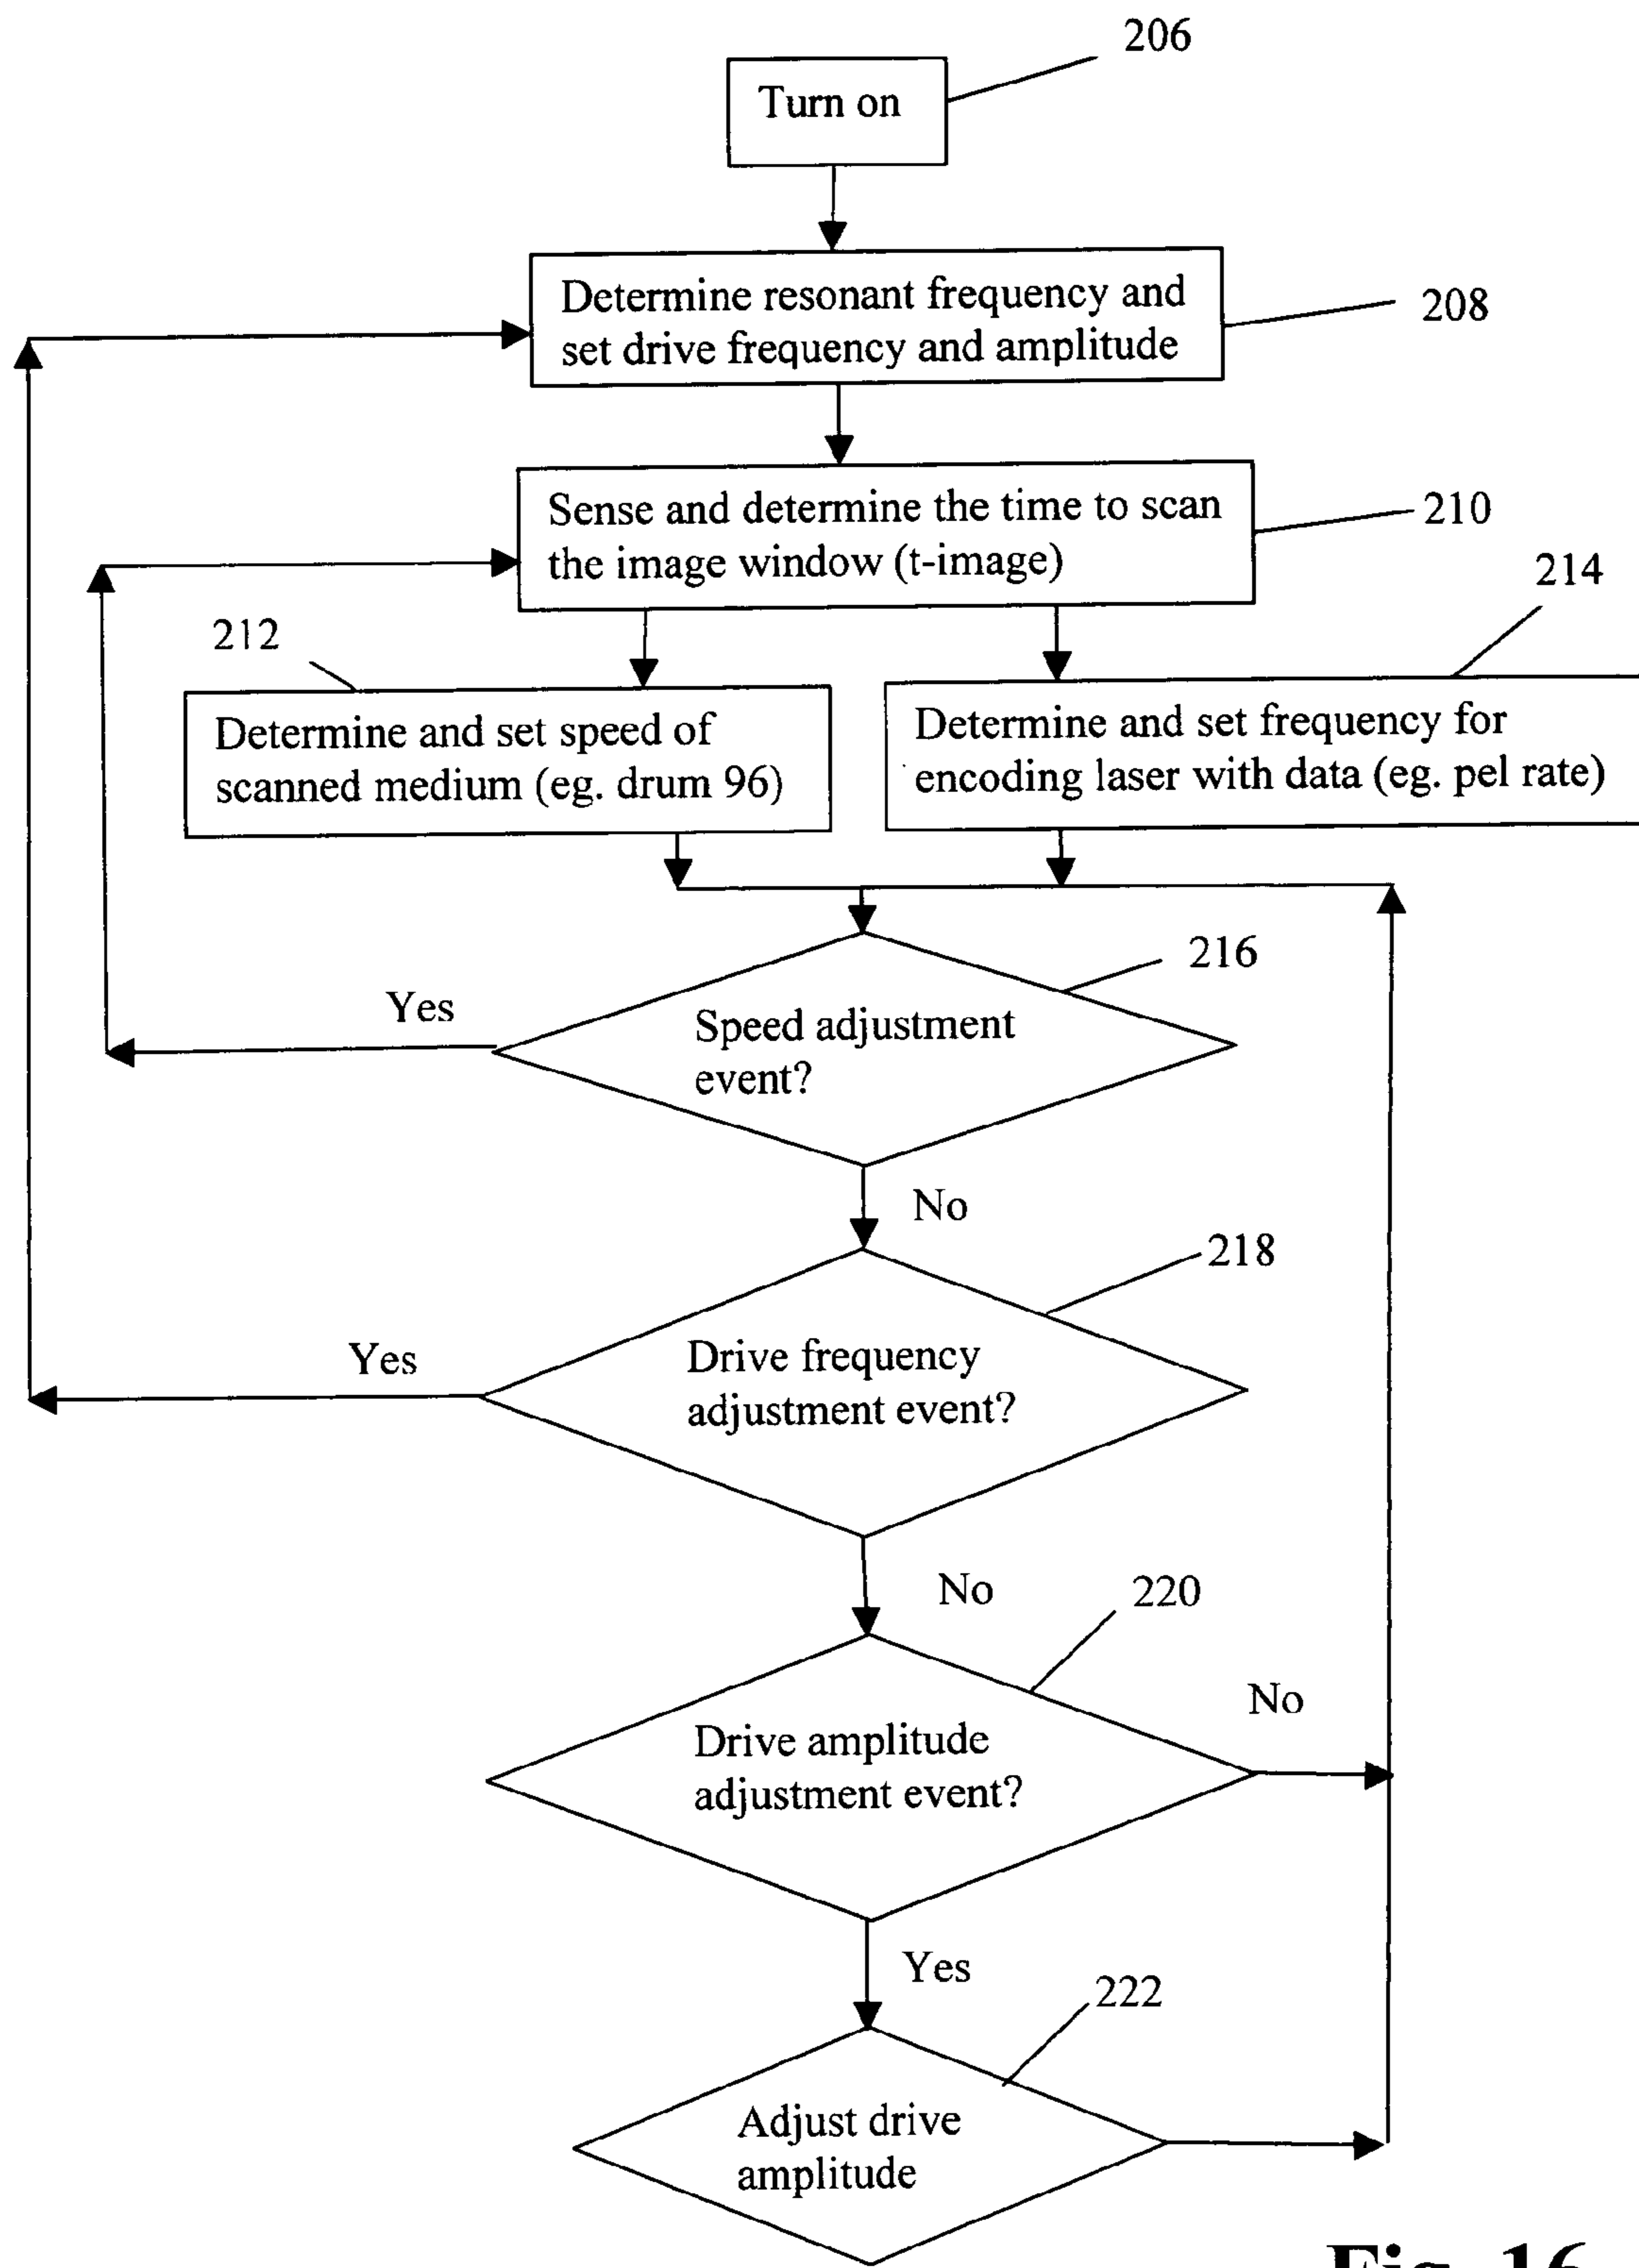 206
Turn on
Determine resonant frequency and
set drive frequency and amplitude
208
Sense and determine the time to scan
the image window (t-image)
210
214
212
Determine and set speed of
scanned medium (eg. drum 96)
Determine and set frequency for
encoding laser with data (eg. pel rate)
216
Yes
Speed adjustment
event?
No
218
Yes
Drive frequency
adjustment event?
No
220
No
Drive amplitude
adjustment event?
Yes
222
Adjust drive
amplitude
Fig. 16